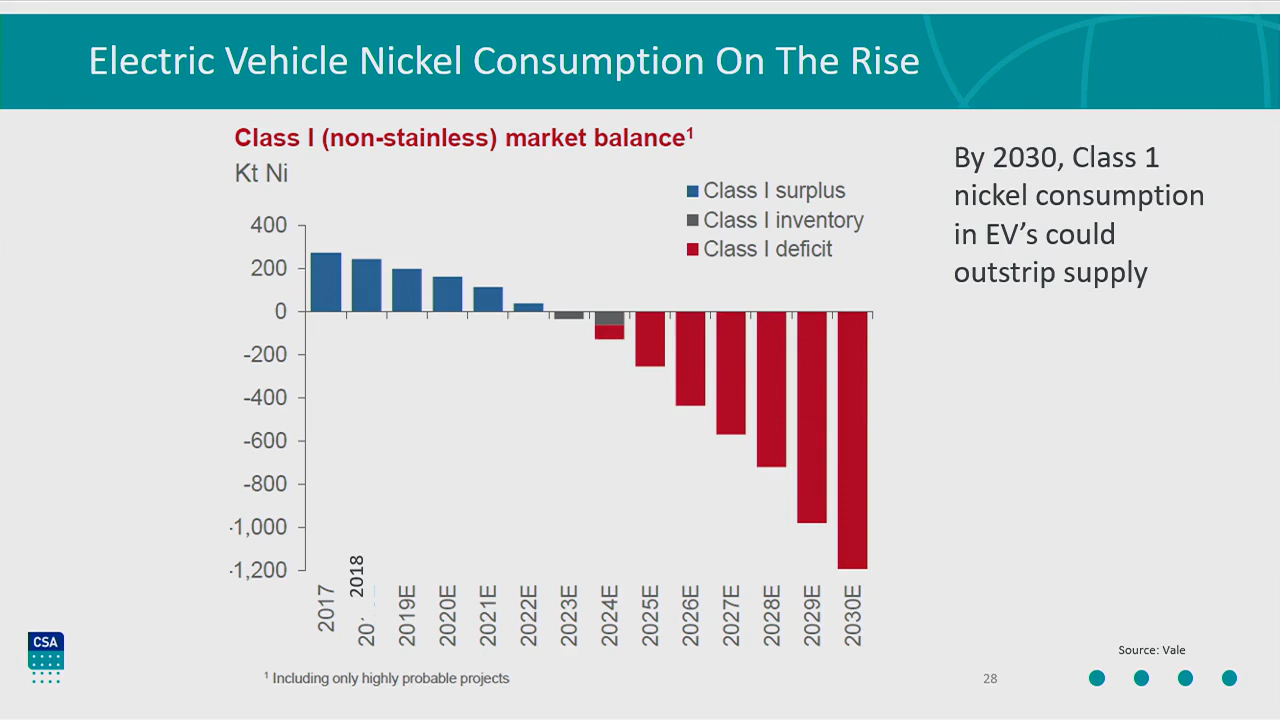 Electric Vehicle Nickel Consumption On The Rise
Class I (non-stainless) market balance¹
Kt Ni
Class I surplus
Class I inventory
Class I deficit
400
200
0
-200
-400
-600
-800
-1,000
-1,200
2017
2018
2019E
2020E
2021E
2022E
2023E
2024E
2025E
2026E
2027E
2028E
2029E
2030E
By 2030, Class 1
nickel consumption
in EV's could
outstrip supply
CSA
¹ Including only highly probable projects
Source: Vale
28